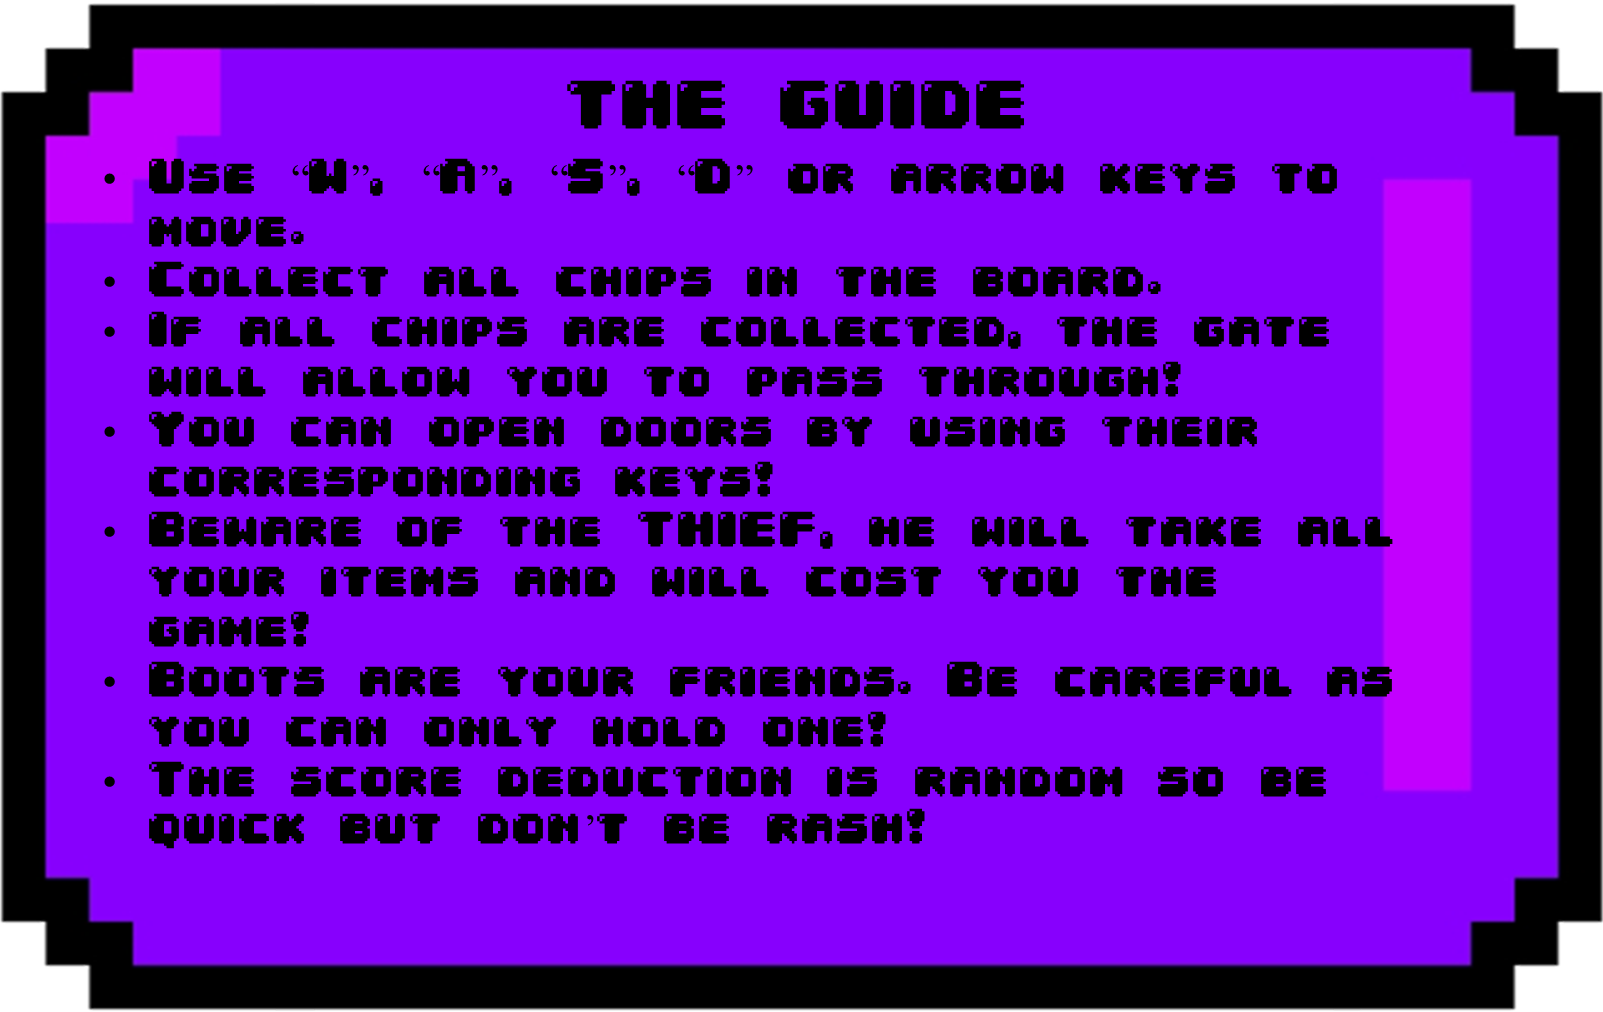 THE GUIDE
• Use “W”, “A”, “S”, “D” or arrow keys to
move.
• Collect all chips in the board.
• If all chips are collected, the gate
will allow you to pass through!
• You can open doors by using their
corresponding keys!
• Beware of the THIEF, he will take all
your items and will cost you the
game!
• Boots are your friends. Be careful as
you can only hold one!
• The score deduction is random so be
quick but don’t be rash!